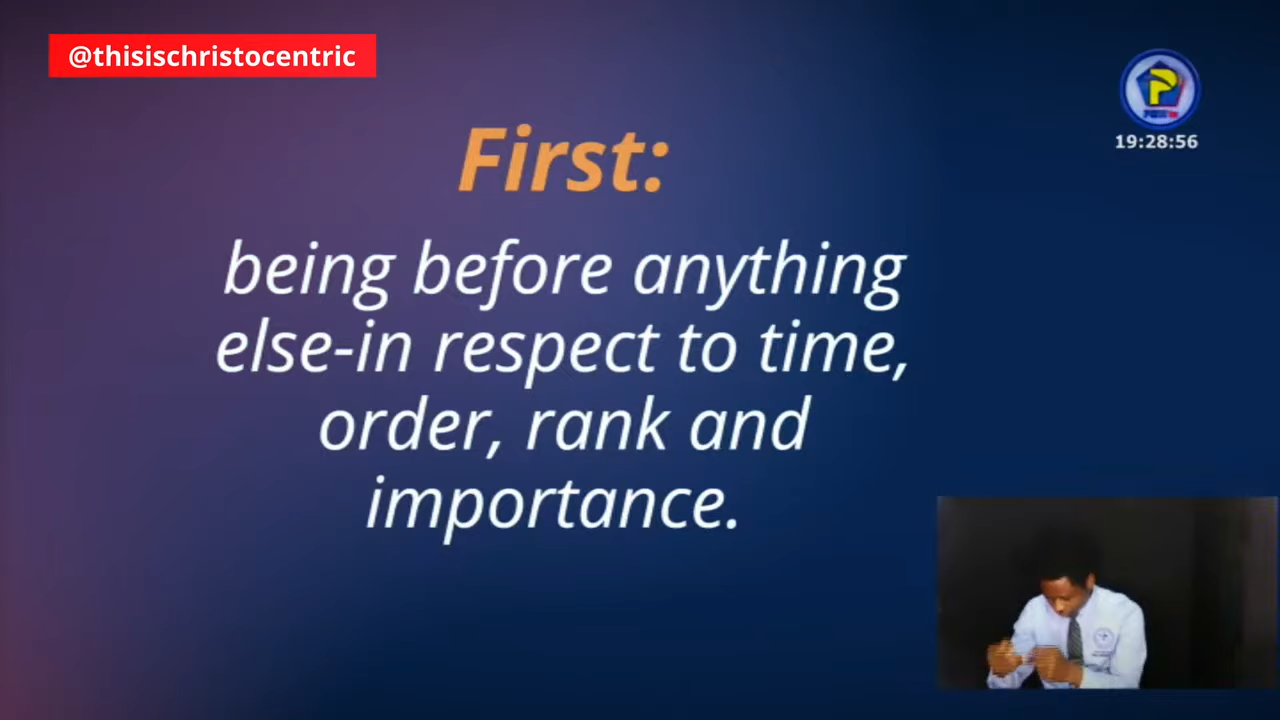 @thisischristocentric
19:28:56
First:
being before anything
else-in respect to time,
order, rank and
importance.